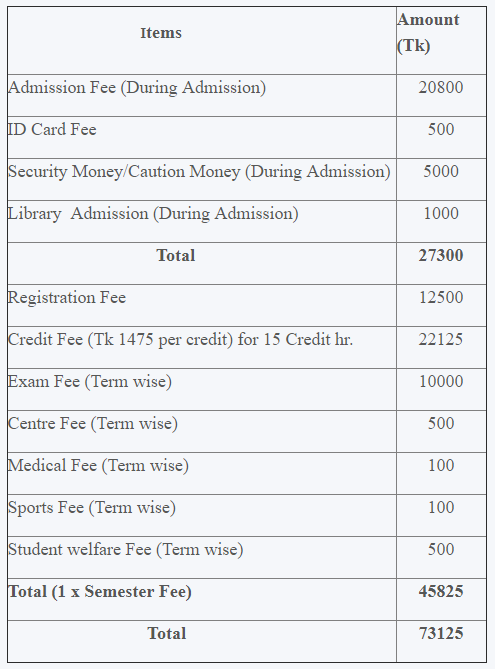 Items Amount
(Tk)
Admission Fee (During Admission) 20800
ID Card Fee 500
Security Money/Caution Money (During Admission) 5000
Library  Admission (During Admission) 1000
Total 27300
Registration Fee 12500
Credit Fee (Tk 1475 per credit) for 15 Credit hr. 22125
Exam Fee (Term wise) 10000
Centre Fee (Term wise) 500
Medical Fee (Term wise) 100
Sports Fee (Term wise) 100
Student welfare Fee (Term wise) 500
Total (1 x Semester Fee) 45825
Total 73125